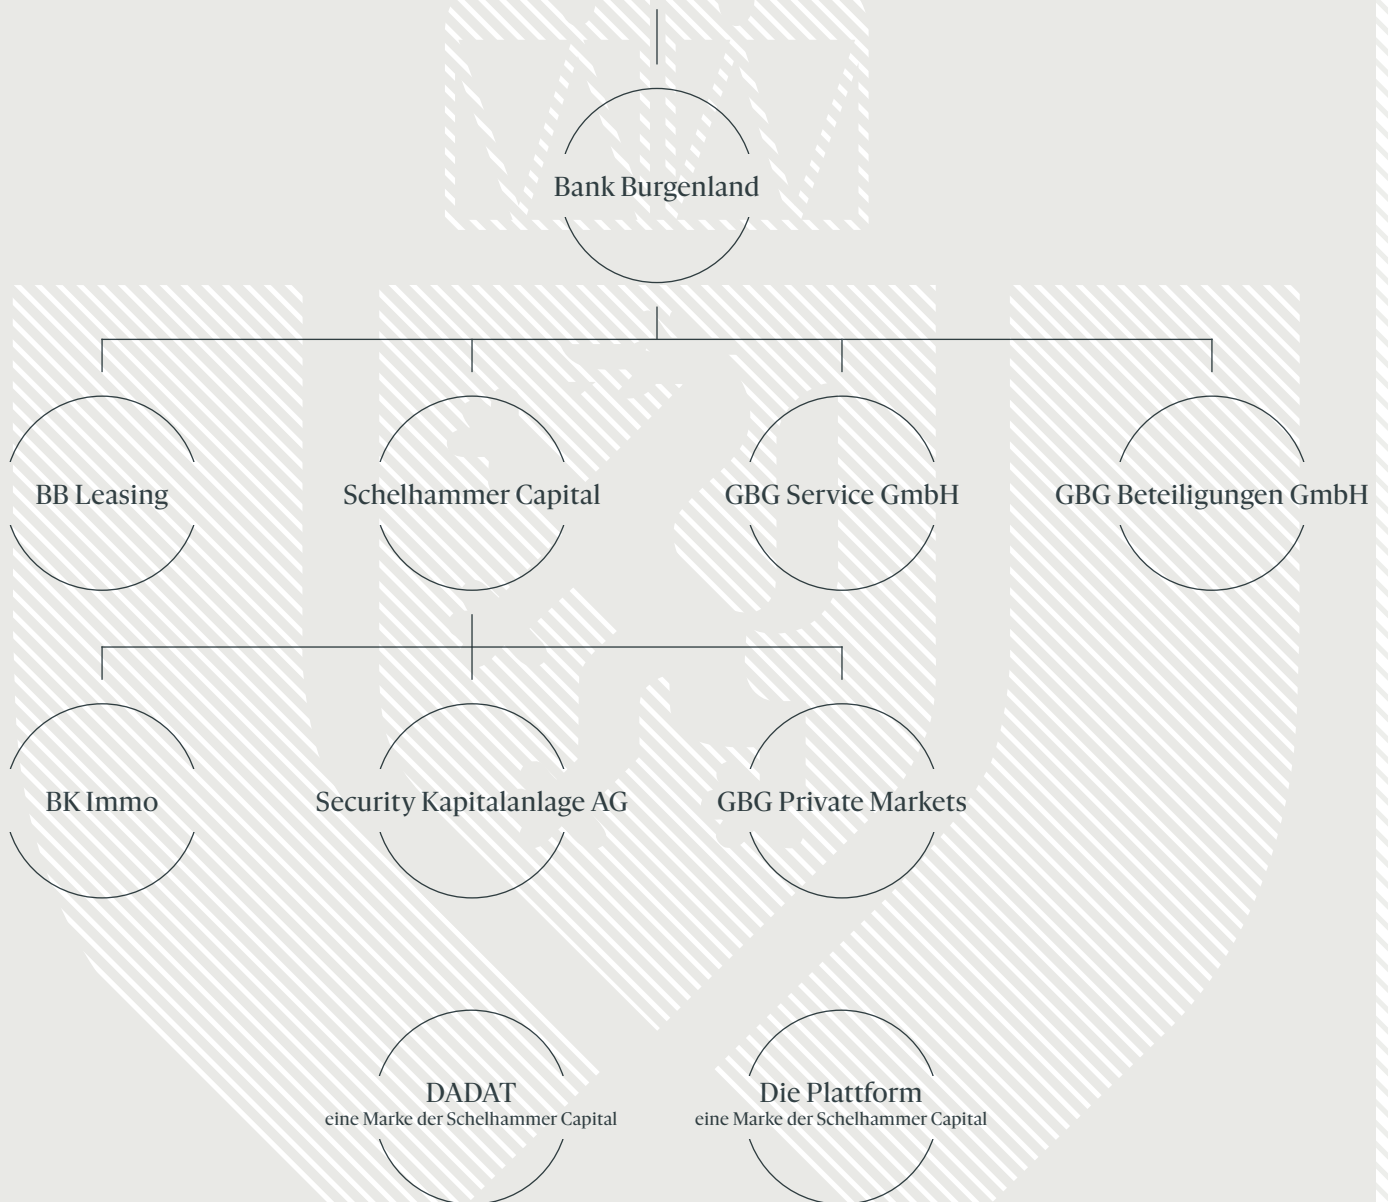 Bank Burgenland
BB Leasing
Schelhammer Capital
GBG Service GmbH
GBG Beteiligungen GmbH
BK Immo
Security Kapitalanlage AG
GBG Private Markets
DADAT
eine Marke der Schelhammer Capital
Die Plattform
eine Marke der Schelhammer Capital